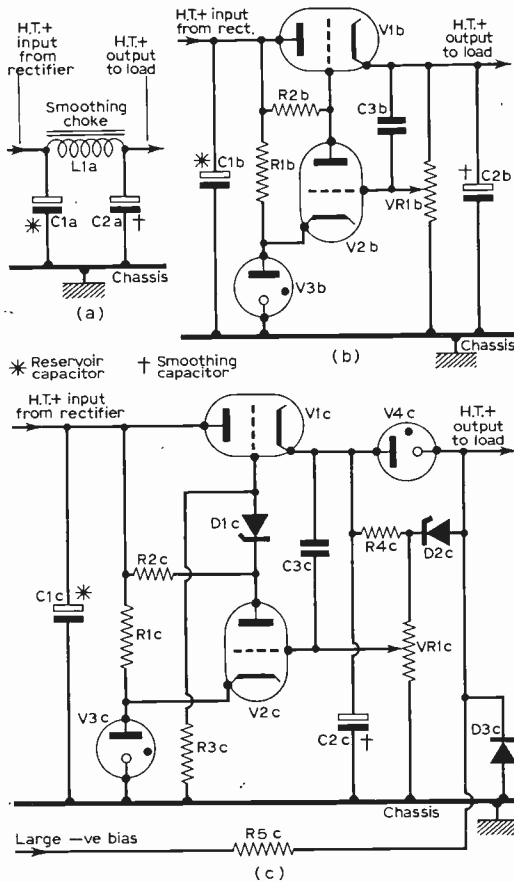 H.T.+
input
from
rectifier
H.T.+
output
to load
Smoothing
choke
L1a
C1a
C2a
Chassis
(a)
H.T.+ input
from rect.
V1b
H.T.+
output
to load
R2b
C3b
C1b
R1b
VR1b
C2b
V2b
V3b
Chassis
(b)
* Reservoir
capacitor
† Smoothing
capacitor
H.T.+ input
from rectifier
V1c
V4c
H.T.+
output
to load
D1c
R4c
D2c
R2c
C3c
C1c
R1c
VR1c
V3c
V2c
R3c
C2c
D3c
Chassis
Large -ve bias
R5c
(c)